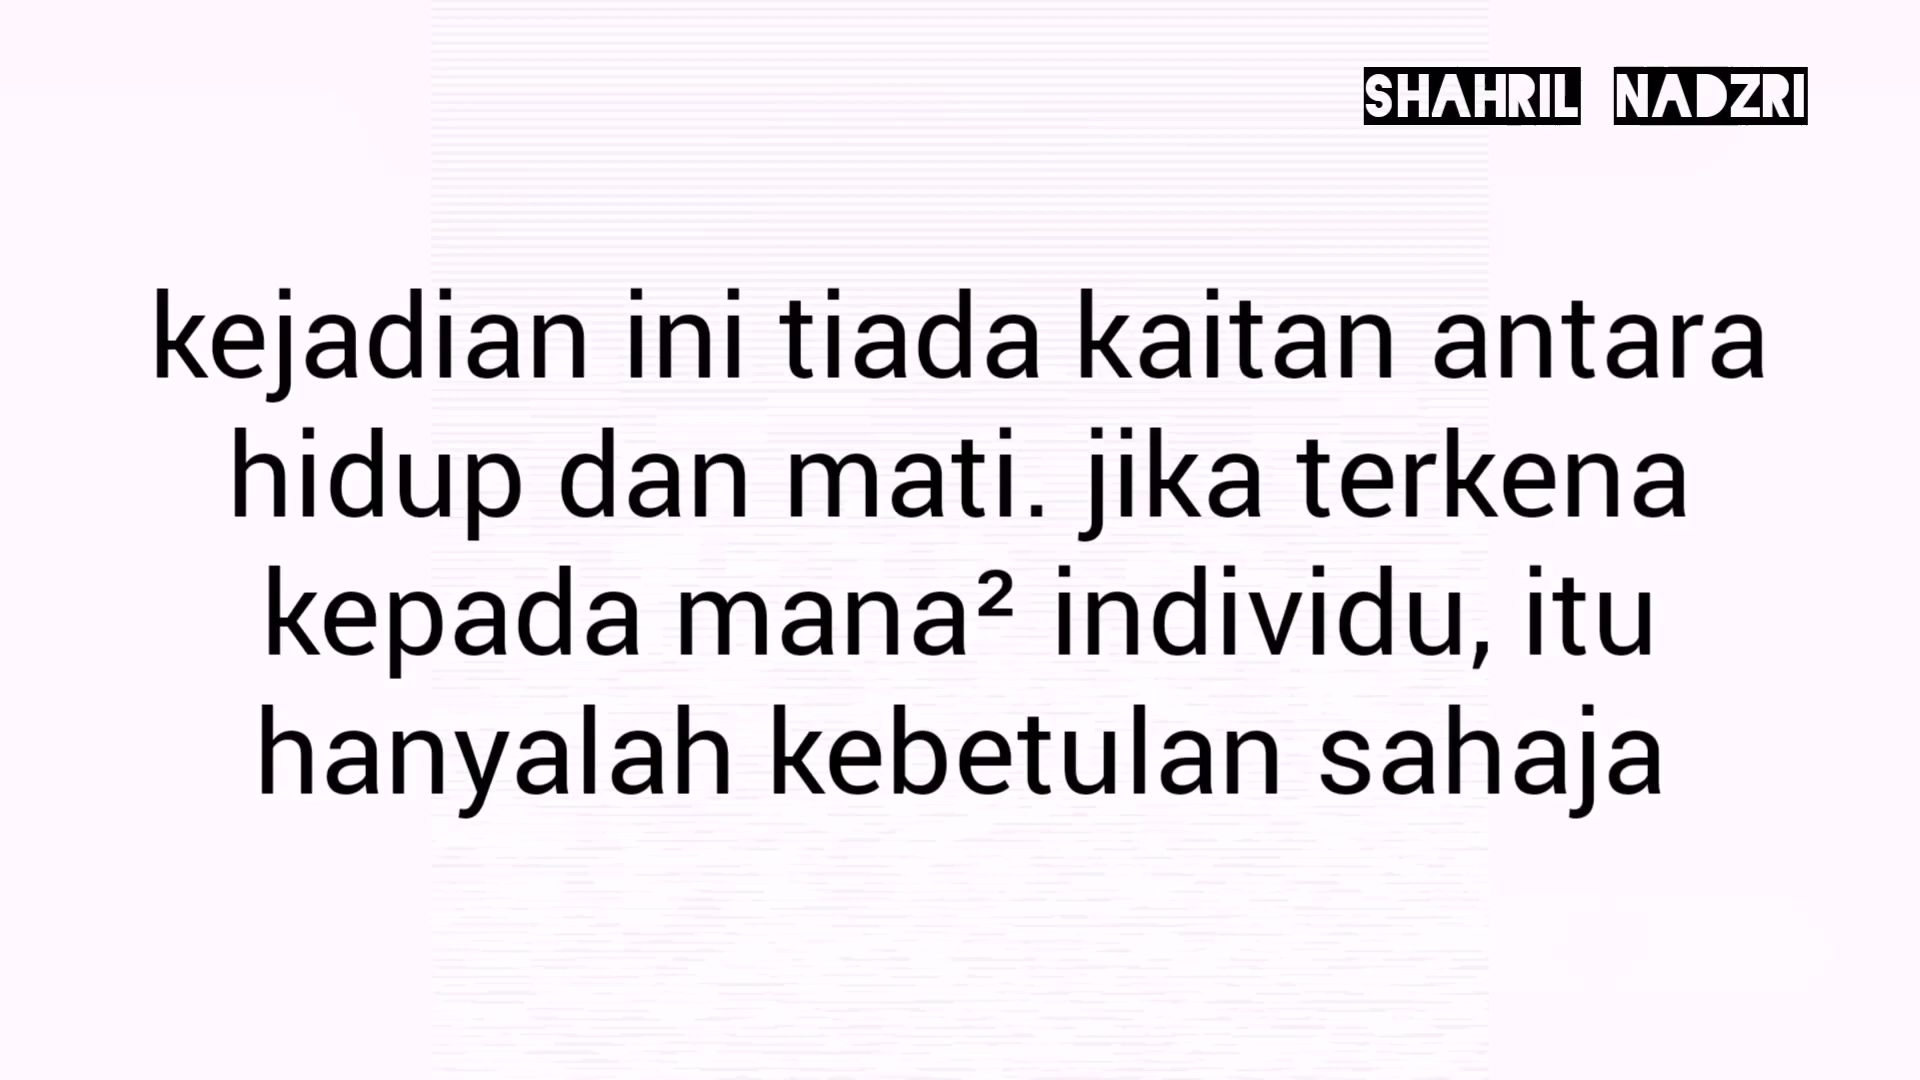 SHAHRIL NADZRI
kejadian ini tiada kaitan antara
hidup dan mati. jika terkena
kepada mana² individu, itu
hanyalah kebetulan sahaja